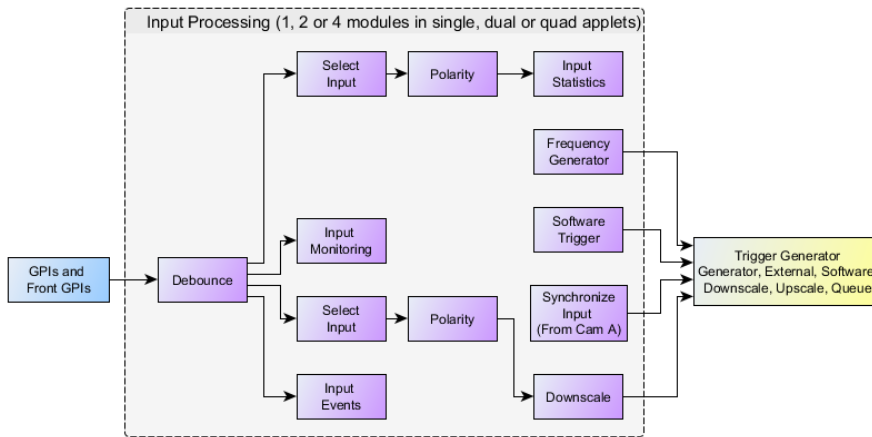 Input Processing (1, 2 or 4 modules in single, dual or quad applets)
Select
Input
Polarity
Input
Statistics
Frequency
Generator
Input
Monitoring
Software
Trigger
GPIs and
Front GPIs
Debounce
Trigger Generator
Generator, External, Software
Downscale, Upscale, Queue
Select
Input
Polarity
Synchronize
Input
(From Cam A)
Input
Events
Downscale